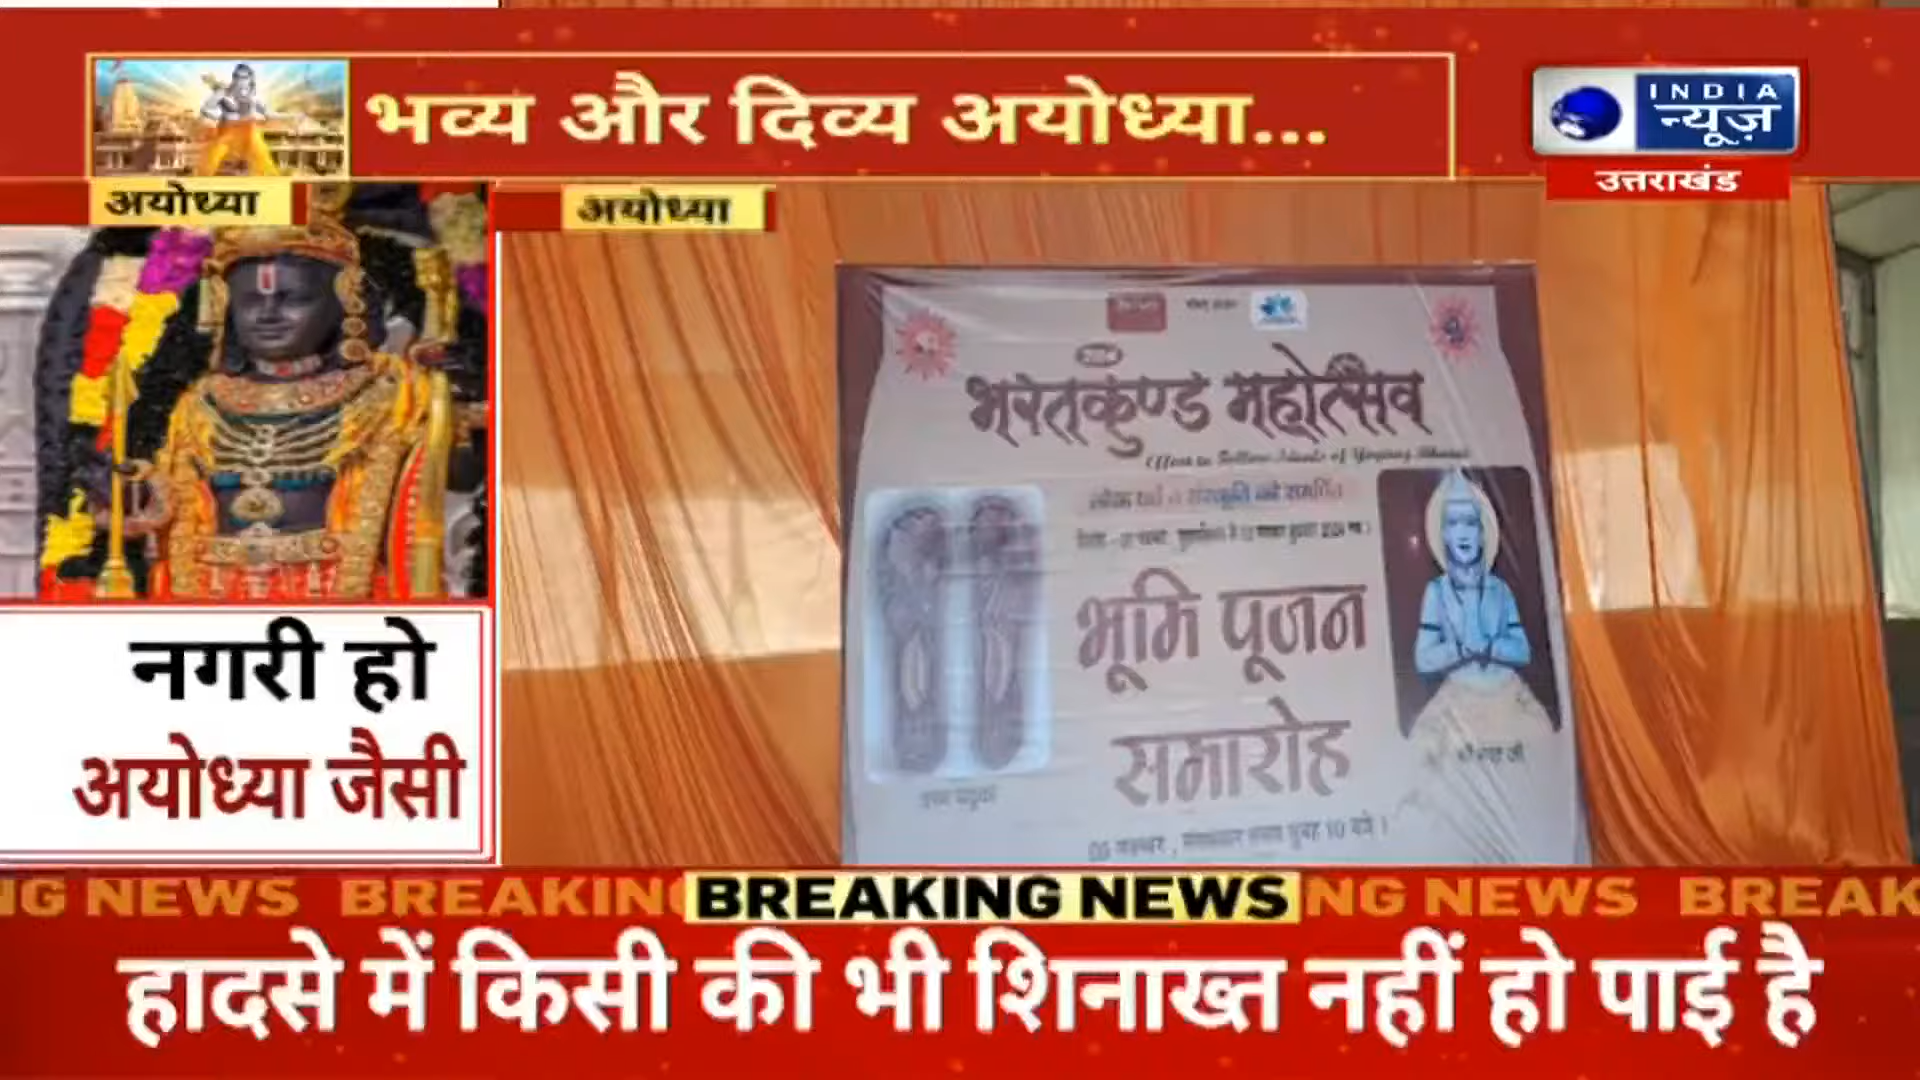 भव्य और दिव्य अयोध्या...
INDIA
न्यूज़
उत्तराखंड
अयोध्या
अयोध्या
नगरी हो
अयोध्या जैसी
भरतकुण्ड महोत्सव
भूमि पूजन
समारोह
NG NEWS BREAKING BREAKING NEWS NG NEWS BREAK
हादसे में किसी की भी शिनाख्त नहीं हो पाई है